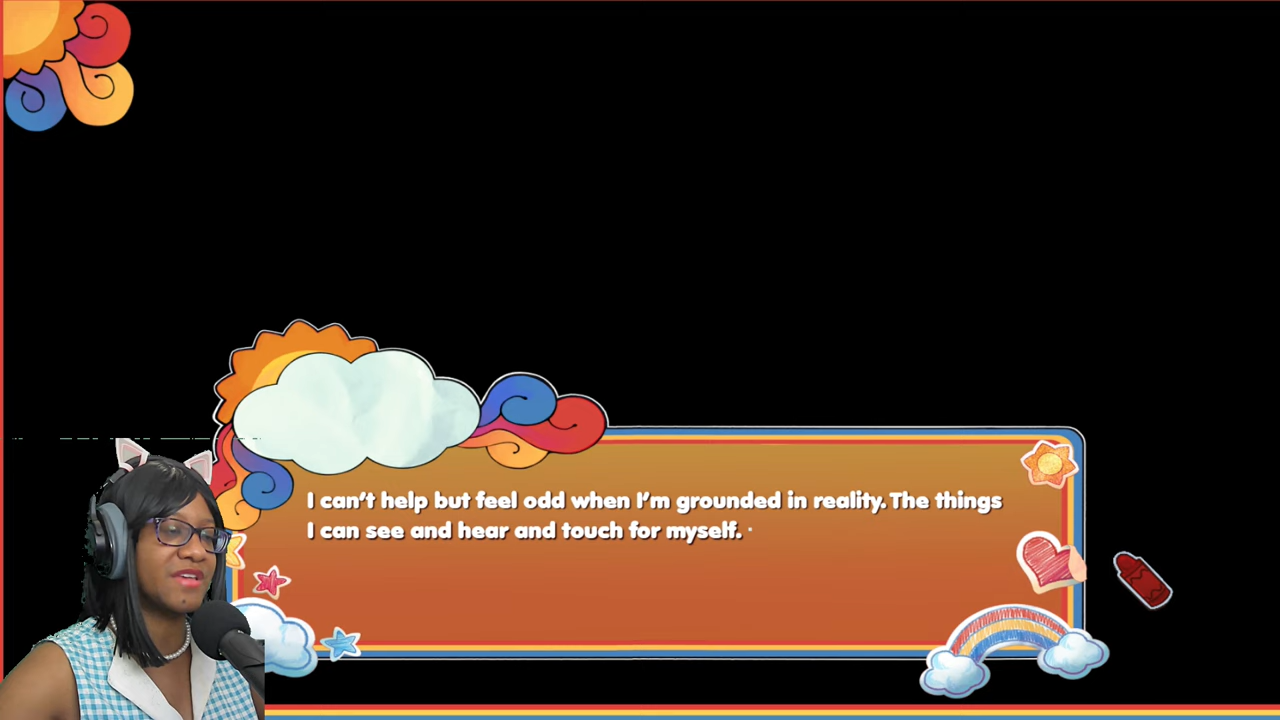 I can't help but feel odd when I'm grounded in reality. The things
I can see and hear and touch for myself.